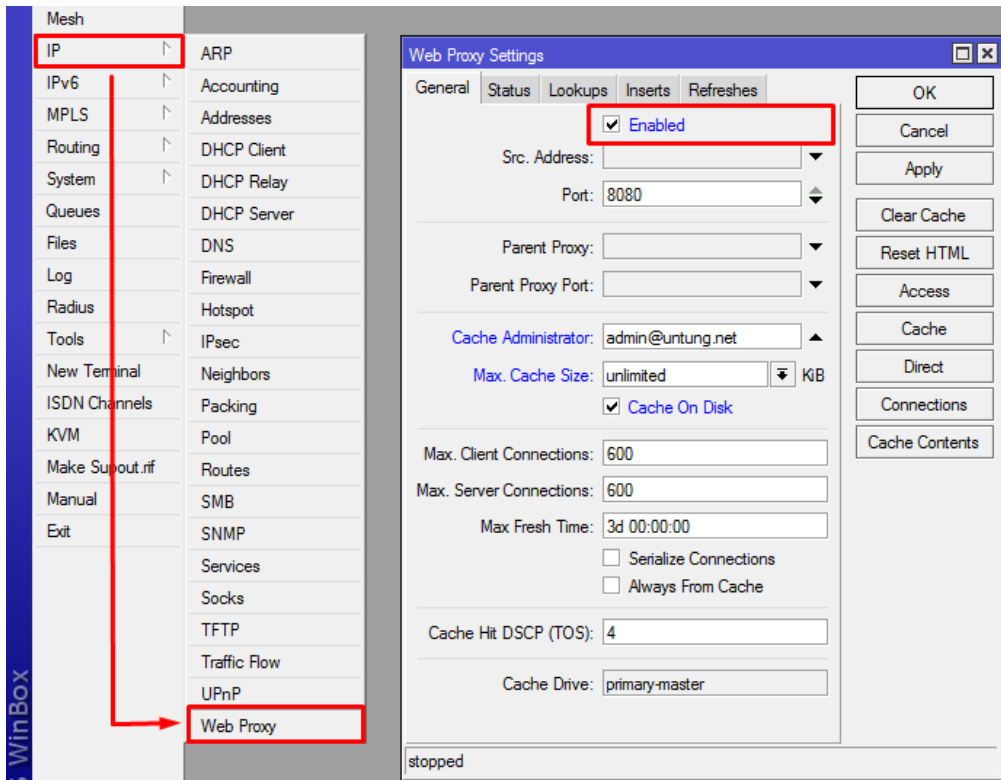 Mesh
IP
IPv6
MPLS
Routing
System
Queues
Files
Log
Radius
Tools
New Terminal
ISDN Channels
KVM
Make Supout.rif
Manual
Exit
WinBox
ARP
Accounting
Addresses
DHCP Client
DHCP Relay
DHCP Server
DNS
Firewall
Hotspot
IPsec
Neighbors
Packing
Pool
Routes
SMB
SNMP
Services
Socks
TFTP
Traffic Flow
UPnP
Web Proxy
Web Proxy Settings
General Status Lookups Inserts Refreshes
Enabled
Src. Address:
Port: 8080
Parent Proxy:
Parent Proxy Port:
Cache Administrator: admin@untung.net
Max. Cache Size: unlimited KiB
Cache On Disk
Max. Client Connections: 600
Max. Server Connections: 600
Max Fresh Time: 3d 00:00:00
Serialize Connections
Always From Cache
Cache Hit DSCP (TOS): 4
Cache Drive: primary-master
stopped
OK
Cancel
Apply
Clear Cache
Reset HTML
Access
Cache
Direct
Connections
Cache Contents